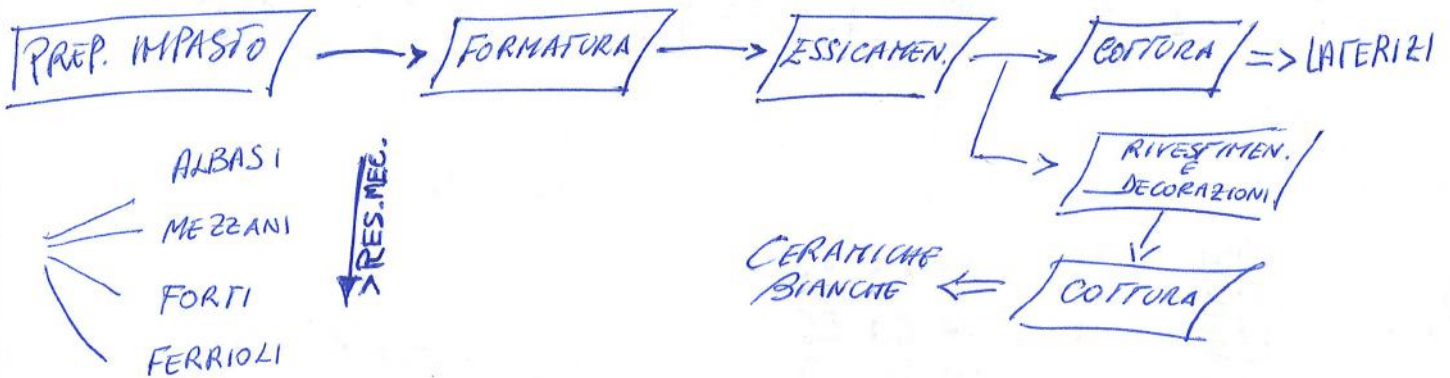 PREP. IMPASTO → FORMATURA → ESSICAMEN. → COTTURA => LATERIZI
RIVESTIMEN.
E
DECORAZIONI
COTTURA
CERAMICHE
BIANCHE
ALBASI
MEZZANI
FORTI
FERRIOLI
>RES.MEC.